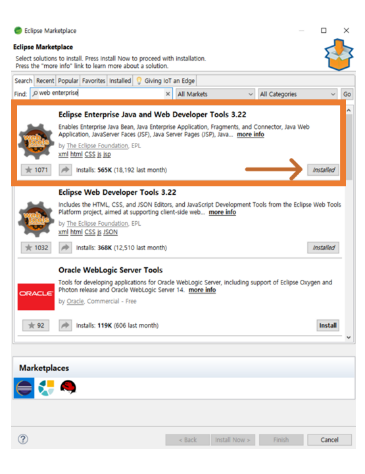 Eclipse Marketplace
Eclipse Marketplace
Select solutions to install. Press Install Now to proceed with installation.
Press the "more info" link to learn more about a solution.
Search Recent Popular Favorites Installed Giving IoT an Edge
Find: web enterprise All Markets All Categories Go
Eclipse Enterprise Java and Web Developer Tools 3.22
Enables Enterprise Java Bean, Java Enterprise Application, Fragments, and Connector, Java Web
Application, JavaServer Faces (JSF), Java Server Pages (JSP), Java... more info
by The Eclipse Foundation, EPL
xml html CSS js jsp
1071 Installs: 565K (18,192 last month) Installed
Eclipse Web Developer Tools 3.22
Includes the HTML, CSS, and JSON Editors, and JavaScript Development Tools from the Eclipse Web Tools
Platform project, aimed at supporting client-side web... more info
by The Eclipse Foundation, EPL
xml html CSS js JSON
1032 Installs: 368K (12,510 last month) Installed
Oracle WebLogic Server Tools
Tools for developing applications for Oracle WebLogic Server, including support of Eclipse Oxygen and
Photon release and Oracle WebLogic Server 14. more info
ORACLE
by Oracle, Commercial - Free
92 Installs: 119K (606 last month) Install
Marketplaces
? < Back Install Now > Finish Cancel